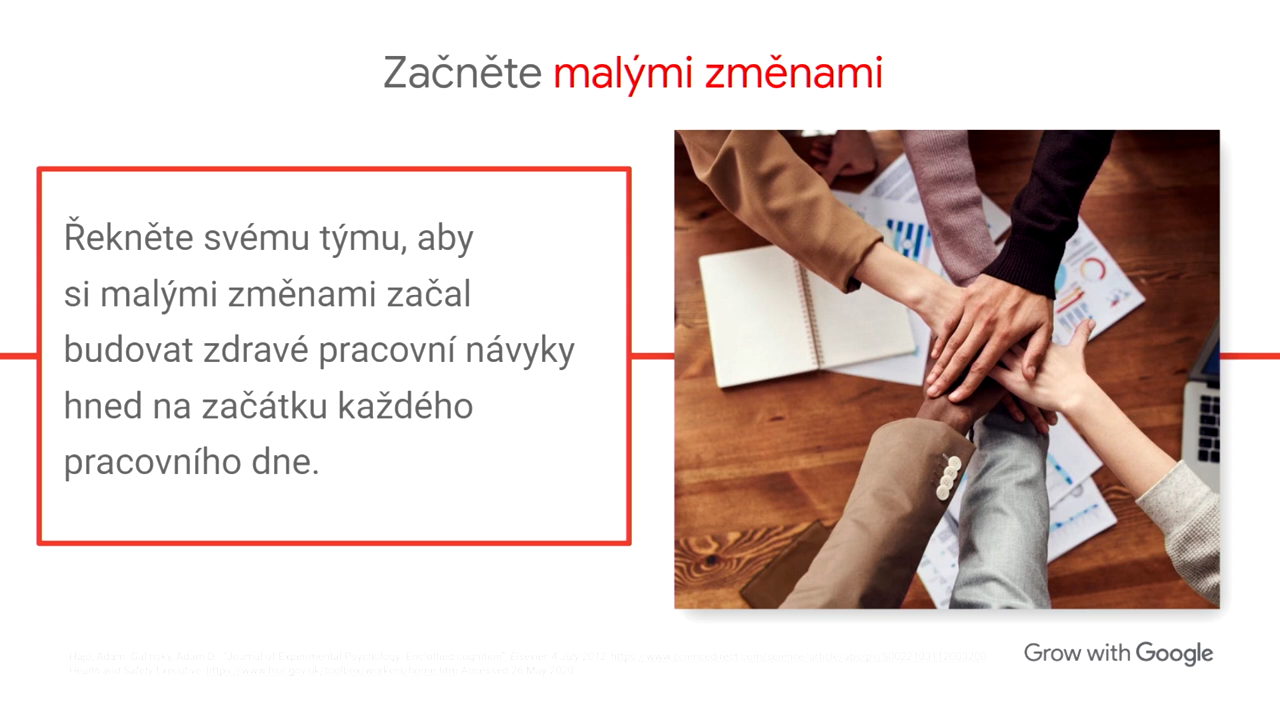 Začněte malými změnami
Řekněte svému týmu, aby
si malými změnami začal
budovat zdravé pracovní návyky
hned na začátku každého
pracovního dne.
Grow with Google